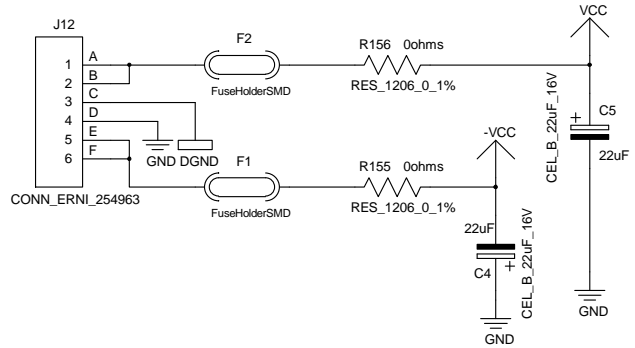 VCC
J12
F2
R156 0ohms
1 A
2 B
3 C
4 D
5 E
6 F
FuseHolderSMD
RES_1206_0_1%
CEL_B_22uF_16V
+
C5
22uF
GND
DGND
-VCC
F1
R155 0ohms
CONN_ERNI_254963
FuseHolderSMD
RES_1206_0_1%
22uF
C4
+
CEL_B_22uF_16V
GND
GND